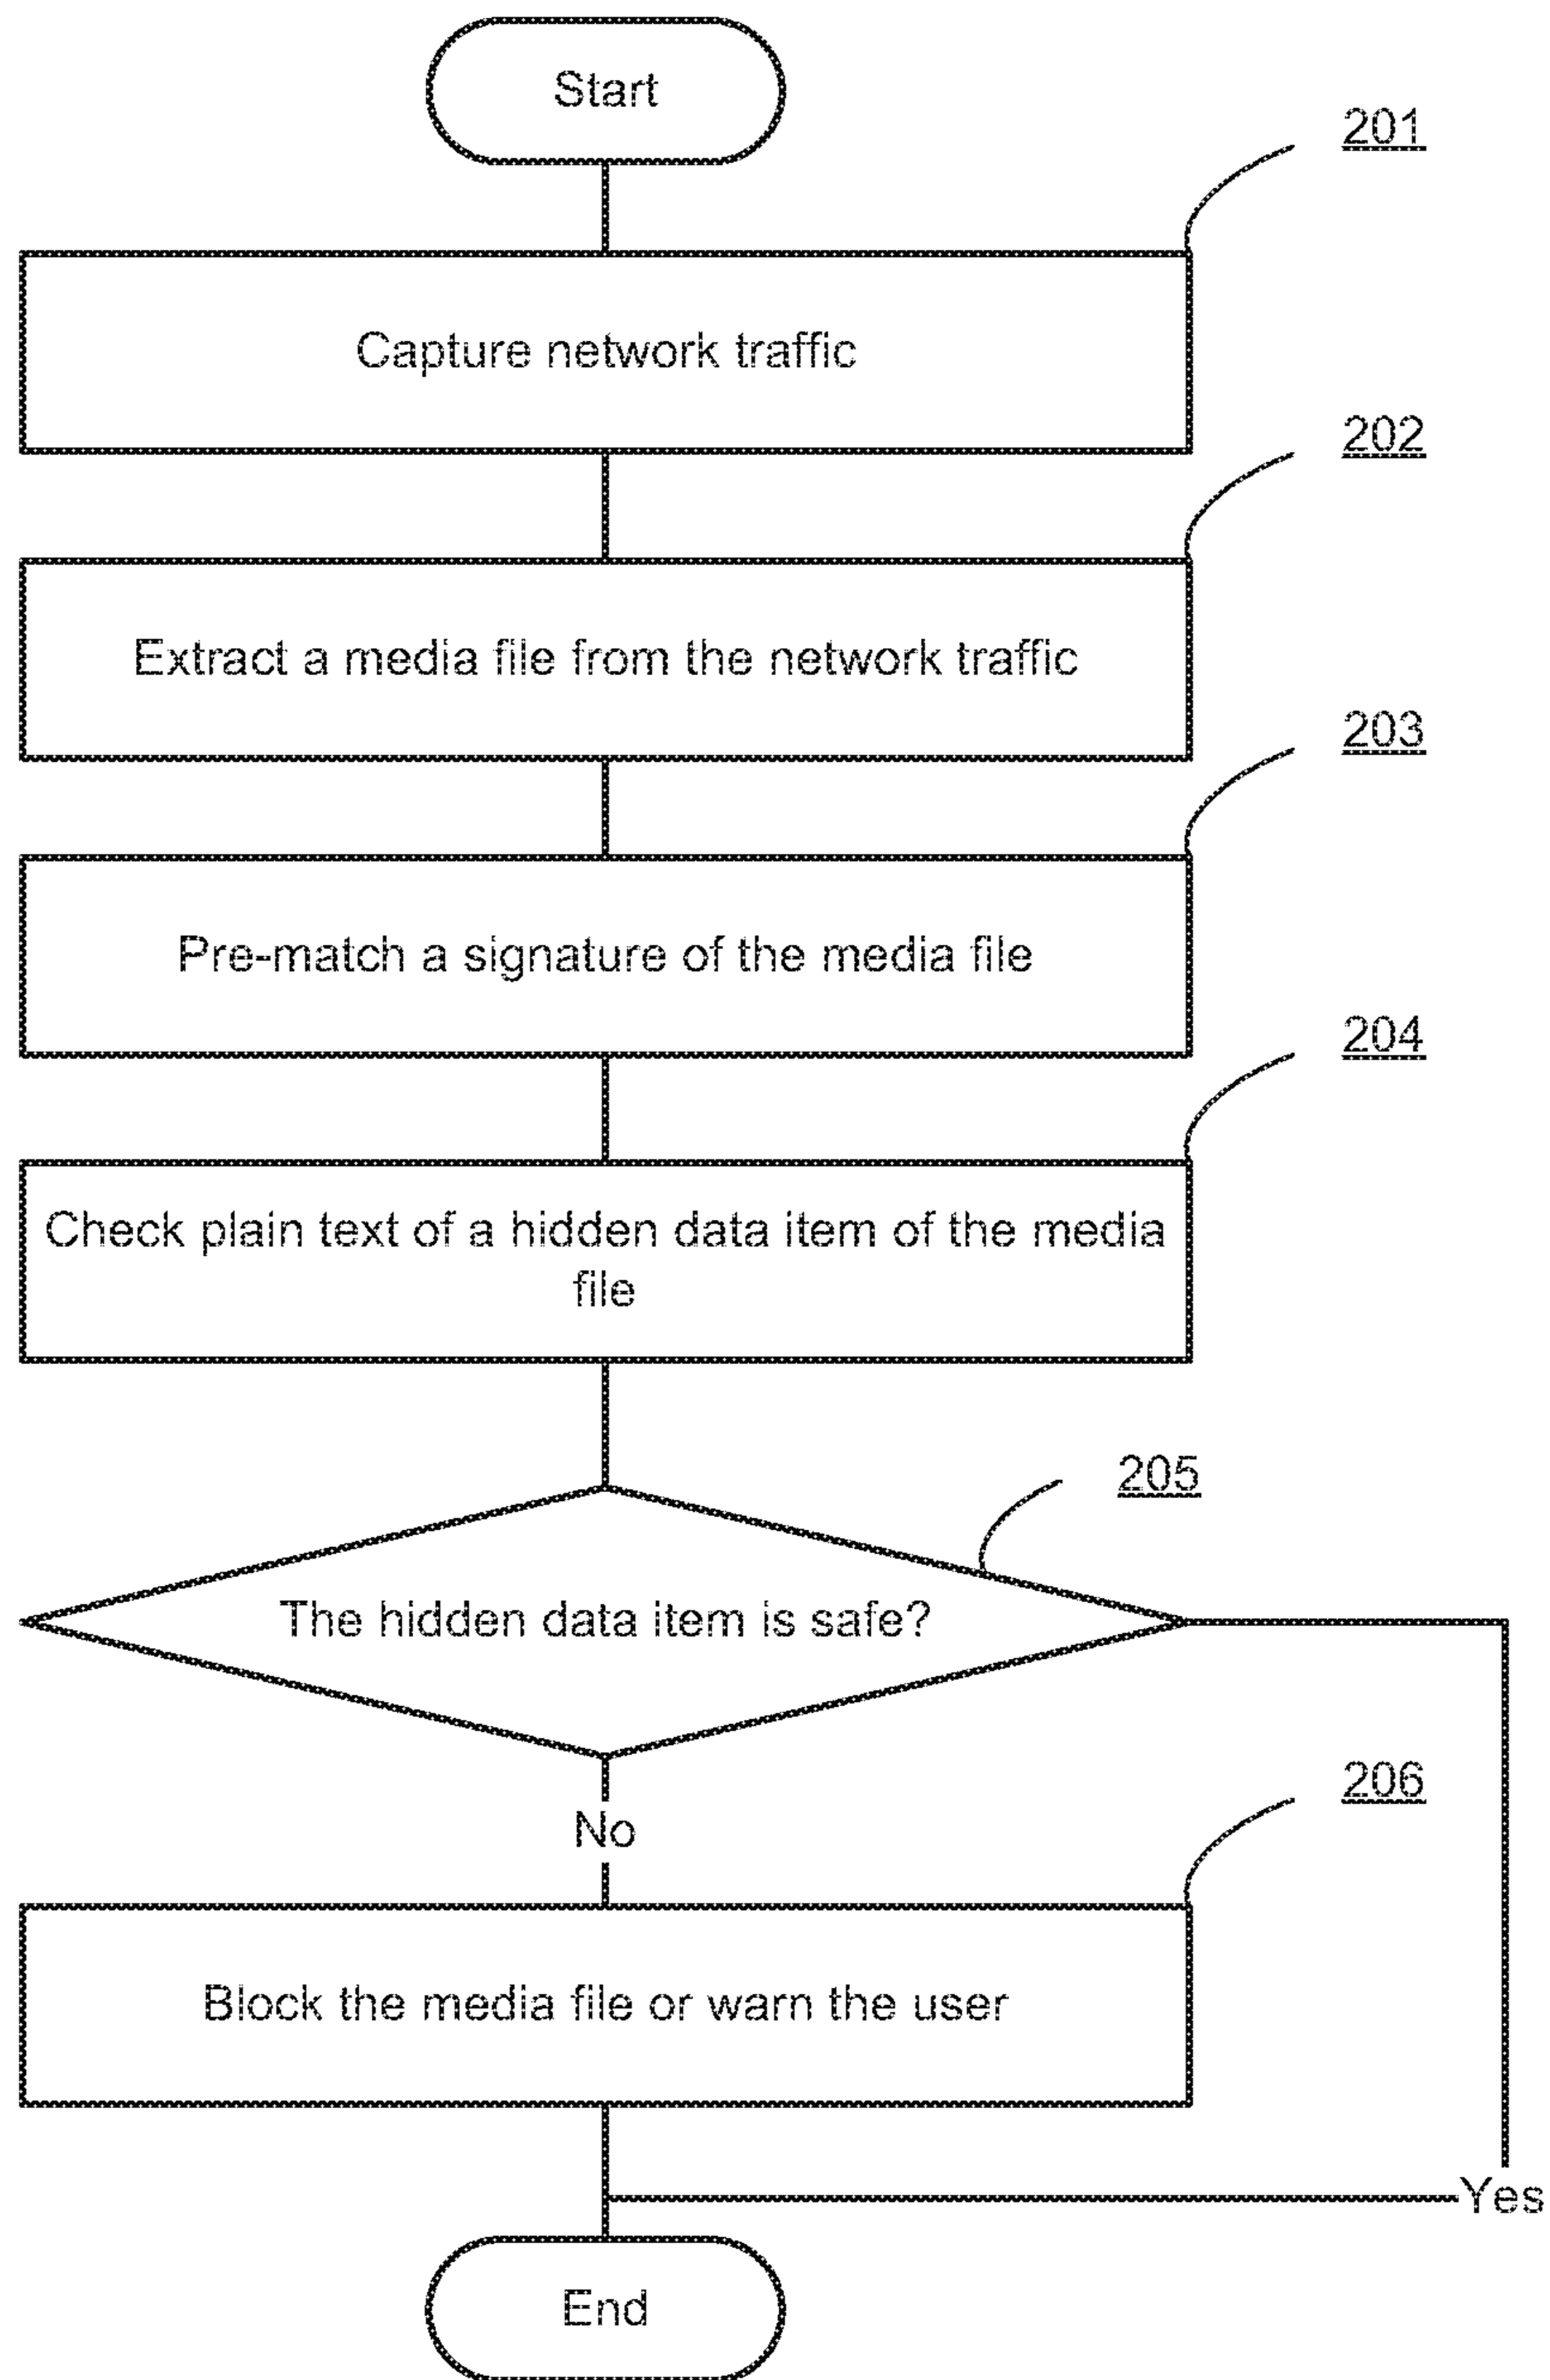 Start
201
Capture network traffic
202
Extract a media file from the network traffic
203
Pre-match a signature of the media file
204
Check plain text of a hidden data item of the media
file
205
The hidden data item is safe?
No
206
Block the media file or warn the user
Yes
End